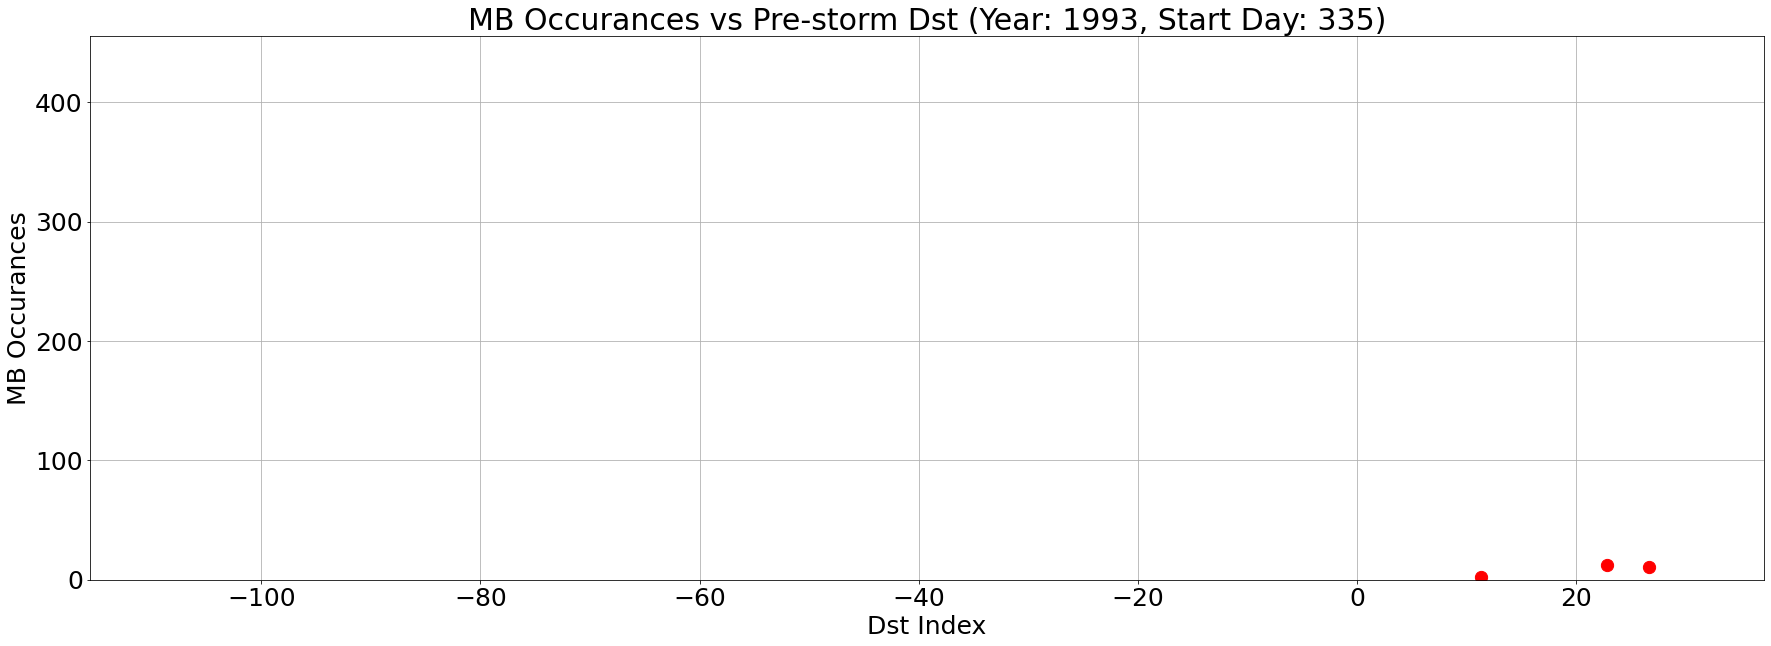 MB Occurances vs Pre-storm Dst (Year: 1993, Start Day: 335)
400
300
200
100
0
MB Occurances
−100 −80 −60 −40 −20 0 20
Dst Index